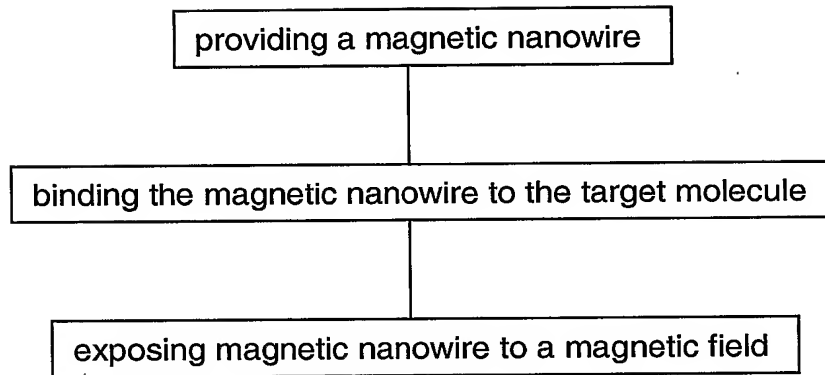 providing a magnetic nanowire
binding the magnetic nanowire to the target molecule
exposing magnetic nanowire to a magnetic field